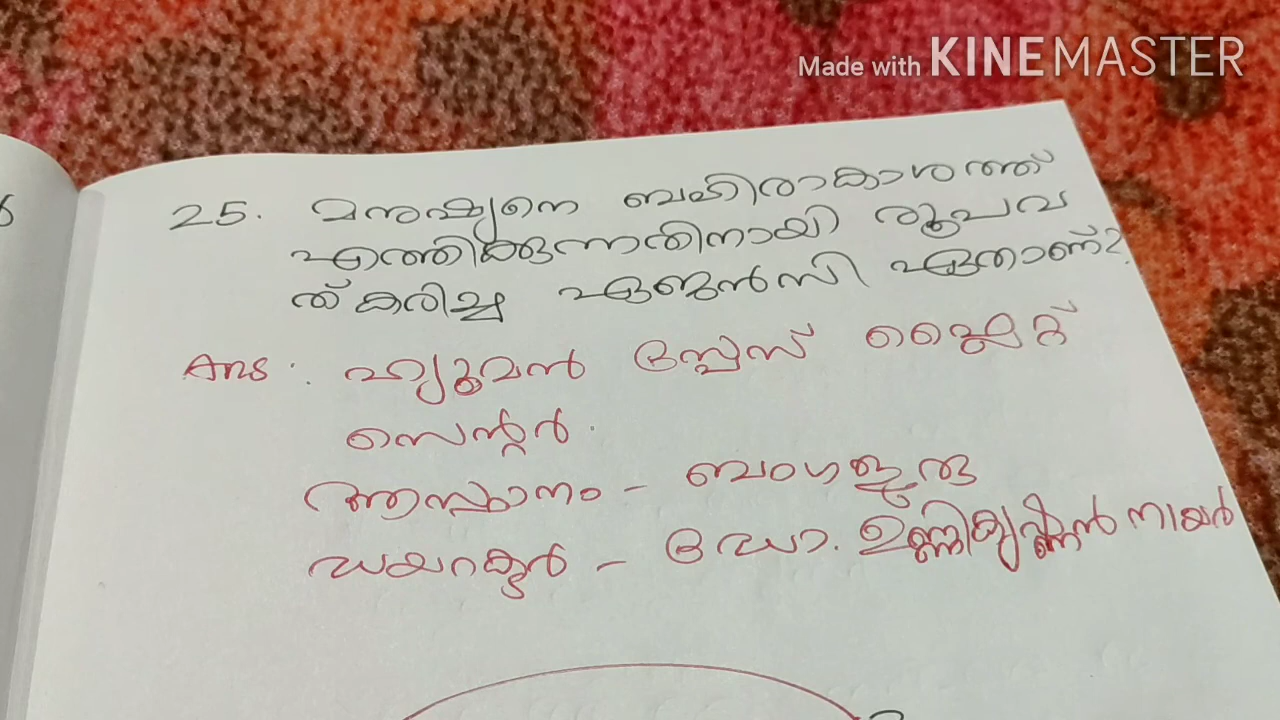 Made with KINEMASTER
25. മനുഷ്യനെ ബഹിരാകാശത്ത്
എത്തിക്കുന്നതിനായി രൂപവ
ത്കരിച്ച ഏജൻസി ഏതാണ്?
Ans: ഹ്യൂമൻ സ്പേസ് ഫ്ലൈറ്റ്
സെന്റർ.
ആസ്ഥാനം - ബംഗളൂരു
ഡയറക്ടർ - ഡോ. ഉണ്ണികൃഷ്ണൻ നായർ